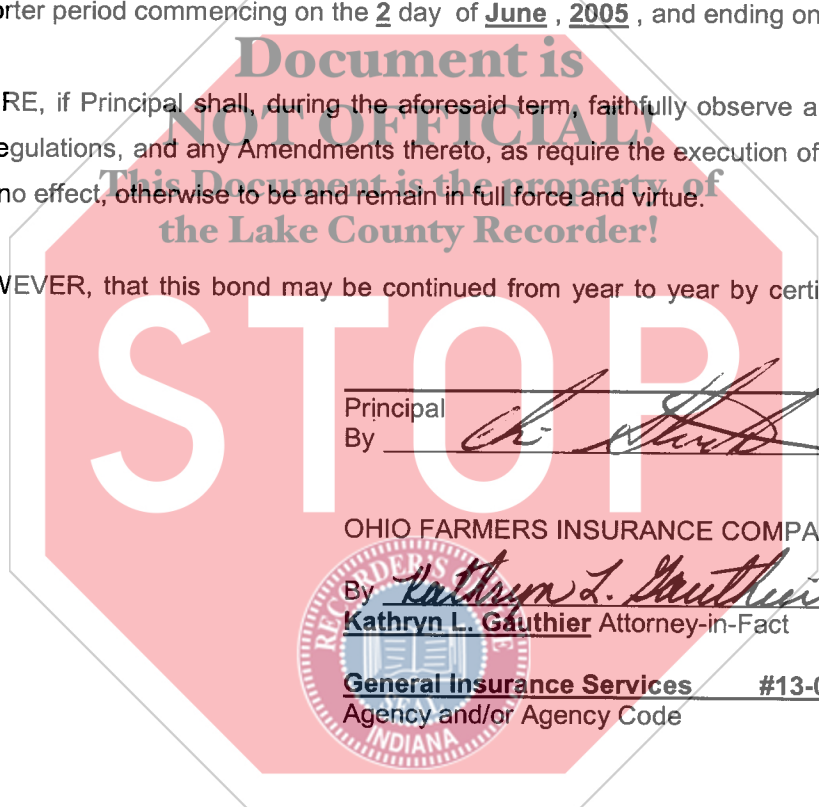 rter period commencing on the 2 day of June , 2005 , and ending on
Document is
RE, if Principal shall, during the aforesaid term, faithfully observe a
NOT OFFICIAL!
egulations, and any Amendments thereto, as require the execution of
This Document is the property of
no effect, otherwise to be and remain in full force and virtue.
the Lake County Recorder!
WEVER, that this bond may be continued from year to year by certi
STOP
Principal
By
OHIO FARMERS INSURANCE COMPA
By Kathryn L. Gauthier
Kathryn L. Gauthier Attorney-in-Fact
General Insurance Services #13-0
Agency and/or Agency Code
RECORDER'S OFFICE
SEAL
INDIANA